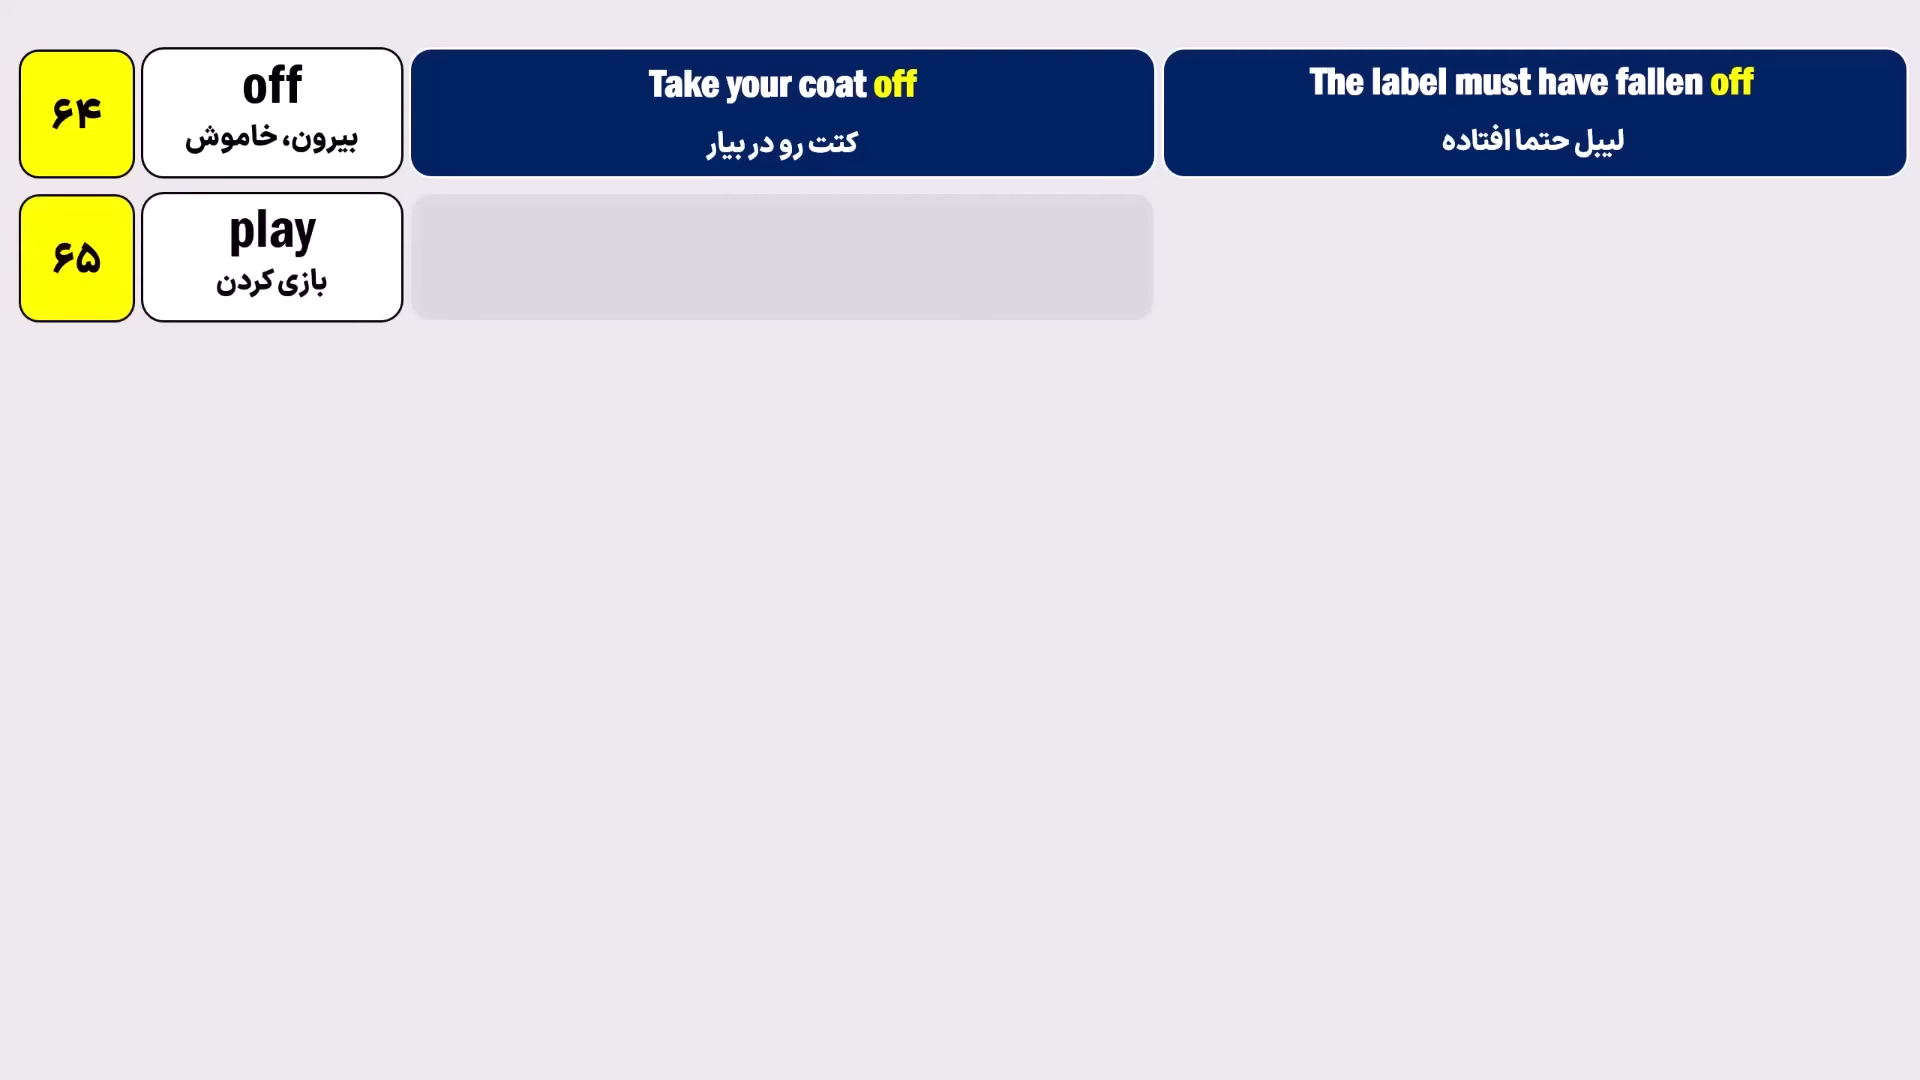 ۶۴
off
بیرون، خاموش
Take your coat off
کتت رو در بیار
The label must have fallen off
لیبل حتما افتاده
۶۵
play
بازی کردن